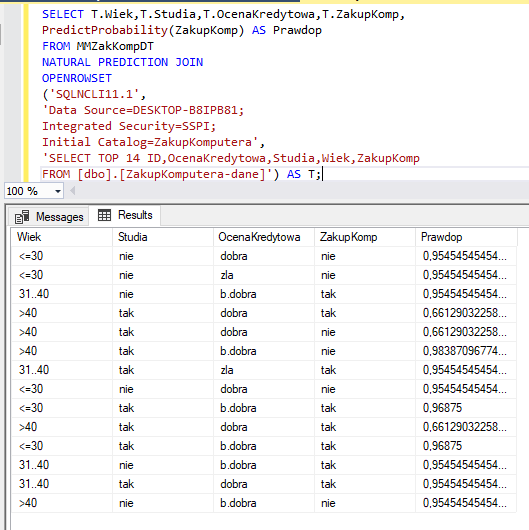 SELECT T.Wiek,T.Studia,T.OcenaKredytowa,T.ZakupKomp,
PredictProbability(ZakupKomp) AS Prawdop
FROM MMZakKompDT
NATURAL PREDICTION JOIN
OPENROWSET
('SQLNCLI11.1',
'Data Source=DESKTOP-B8IPB81;
Integrated Security=SSPI;
Initial Catalog=ZakupKomputera',
'SELECT TOP 14 ID,OcenaKredytowa,Studia,Wiek,ZakupKomp
FROM [dbo].[ZakupKomputera-dane]') AS T;
100 %
Messages Results
Wiek Studia OcenaKredytowa ZakupKomp Prawdop
<=30 nie dobra nie 0,95454545454...
<=30 nie zla nie 0,95454545454...
31..40 nie b.dobra tak 0,95454545454...
>40 tak dobra tak 0,66129032258...
>40 tak dobra nie 0,66129032258...
>40 tak b.dobra nie 0,98387096774...
31..40 tak zla tak 0,95454545454...
<=30 nie dobra nie 0,95454545454...
<=30 tak b.dobra tak 0,96875
>40 tak dobra tak 0,66129032258...
<=30 tak b.dobra tak 0,96875
31..40 nie b.dobra tak 0,95454545454...
31..40 tak dobra tak 0,95454545454...
>40 nie b.dobra nie 0,95454545454...